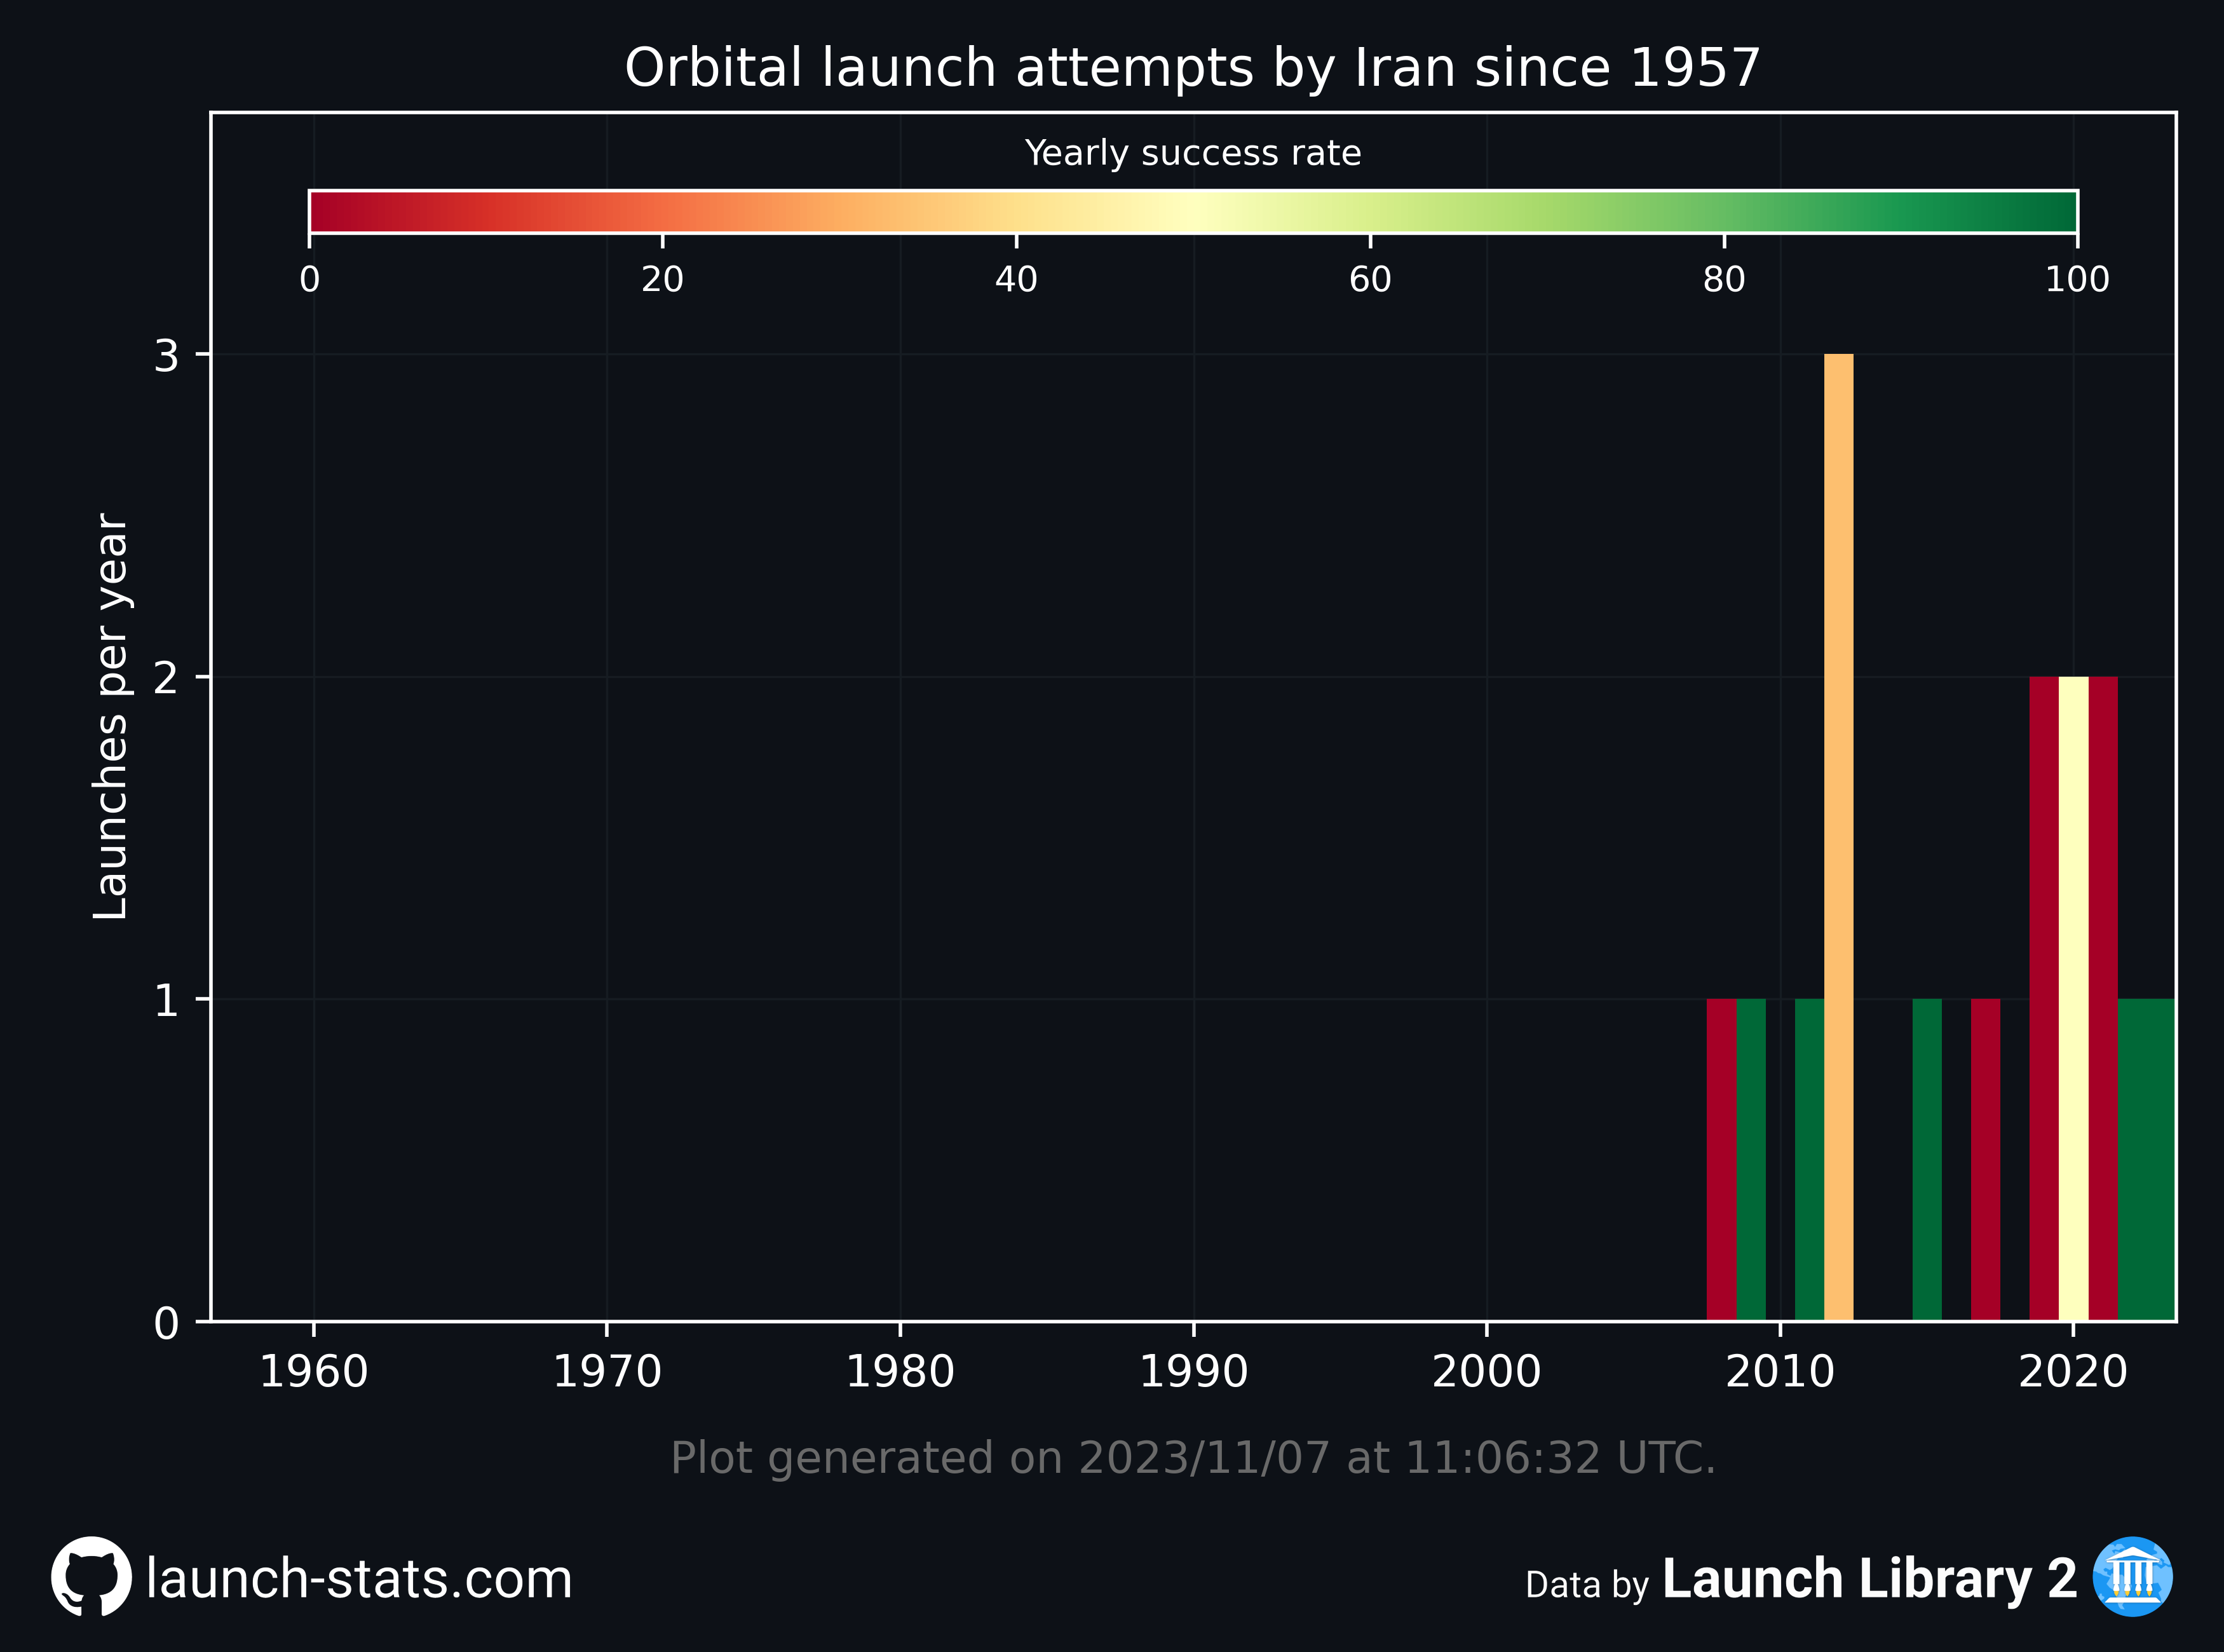 Orbital launch attempts by Iran since 1957
Yearly success rate
0 20 40 60 80 100
Launches per year
3
2
1
0
1960 1970 1980 1990 2000 2010 2020
Plot generated on 2023/11/07 at 11:06:32 UTC.
launch-stats.com
Data by Launch Library 2